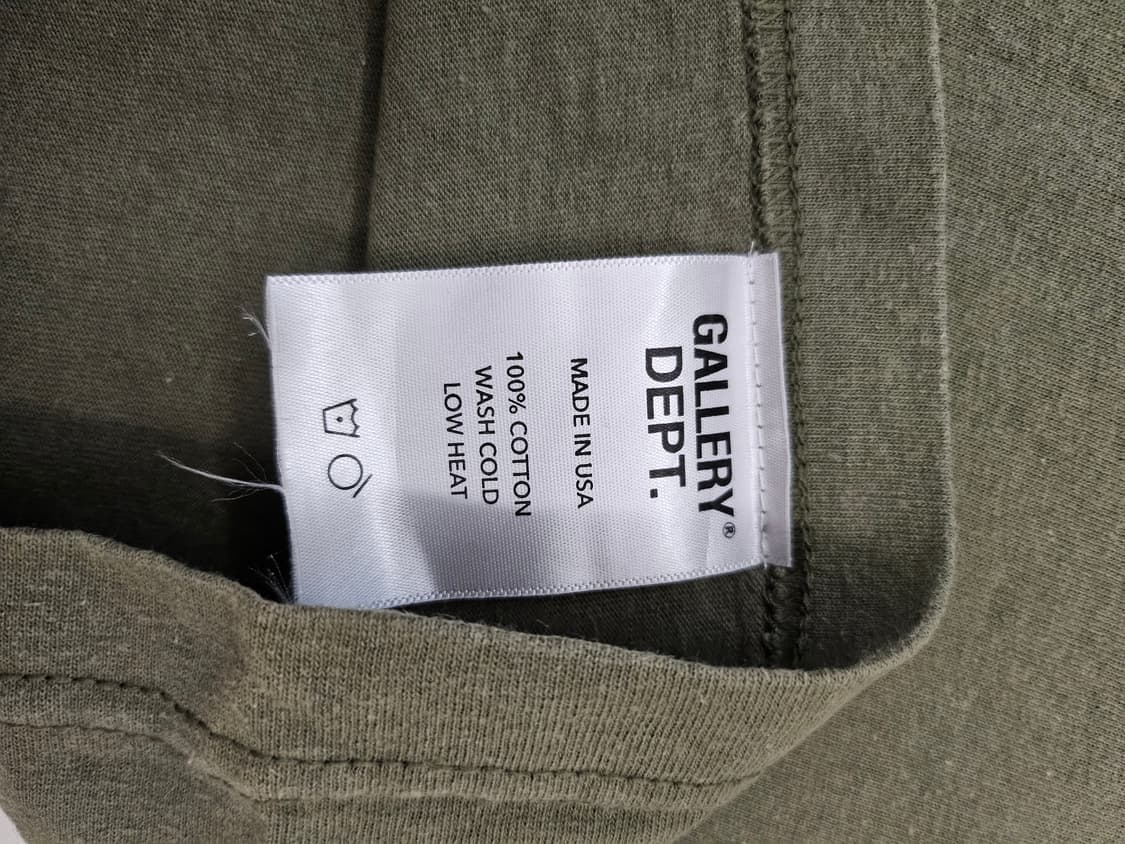 GALLERY®
DEPT.
MADE IN USA
100% COTTON
WASH COLD
LOW HEAT